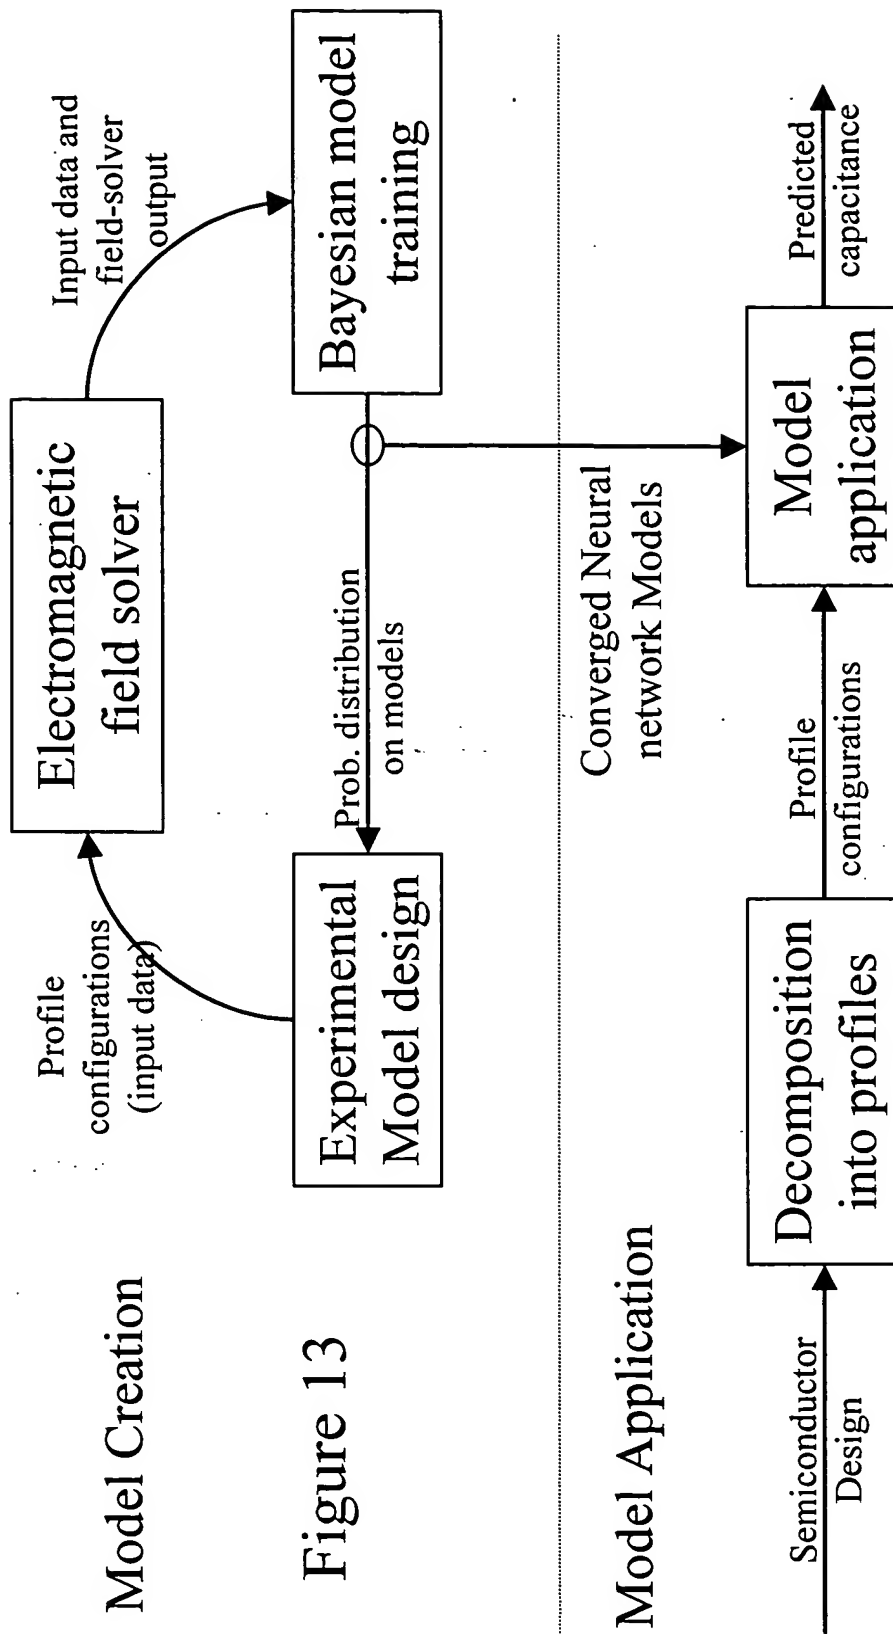 Model Creation
Figure 13
Profile
configurations
(input data)
Electromagnetic
field solver
Input data and
field-solver
output
Experimental
Model design
Prob. distribution
on models
Bayesian model
training
Converged Neural
network Models
Model Application
Semiconductor
Design
Decomposition
into profiles
Profile
configurations
Model
application
Predicted
capacitance